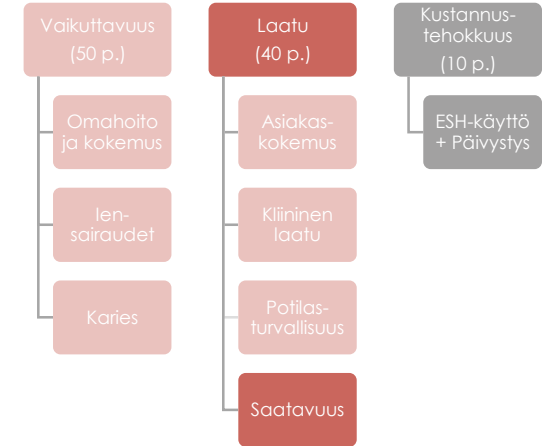 Vaikuttavuus
(50 p.)
Omahoito
ja kokemus
Ien-
sairaudet
Karies
Laatu
(40 p.)
Asiakas-
kokemus
Kliininen
laatu
Potilas-
turvallisuus
Saatavuus
Kustannus-
tehokkuus
(10 p.)
ESH-käyttö
+ Päivystys